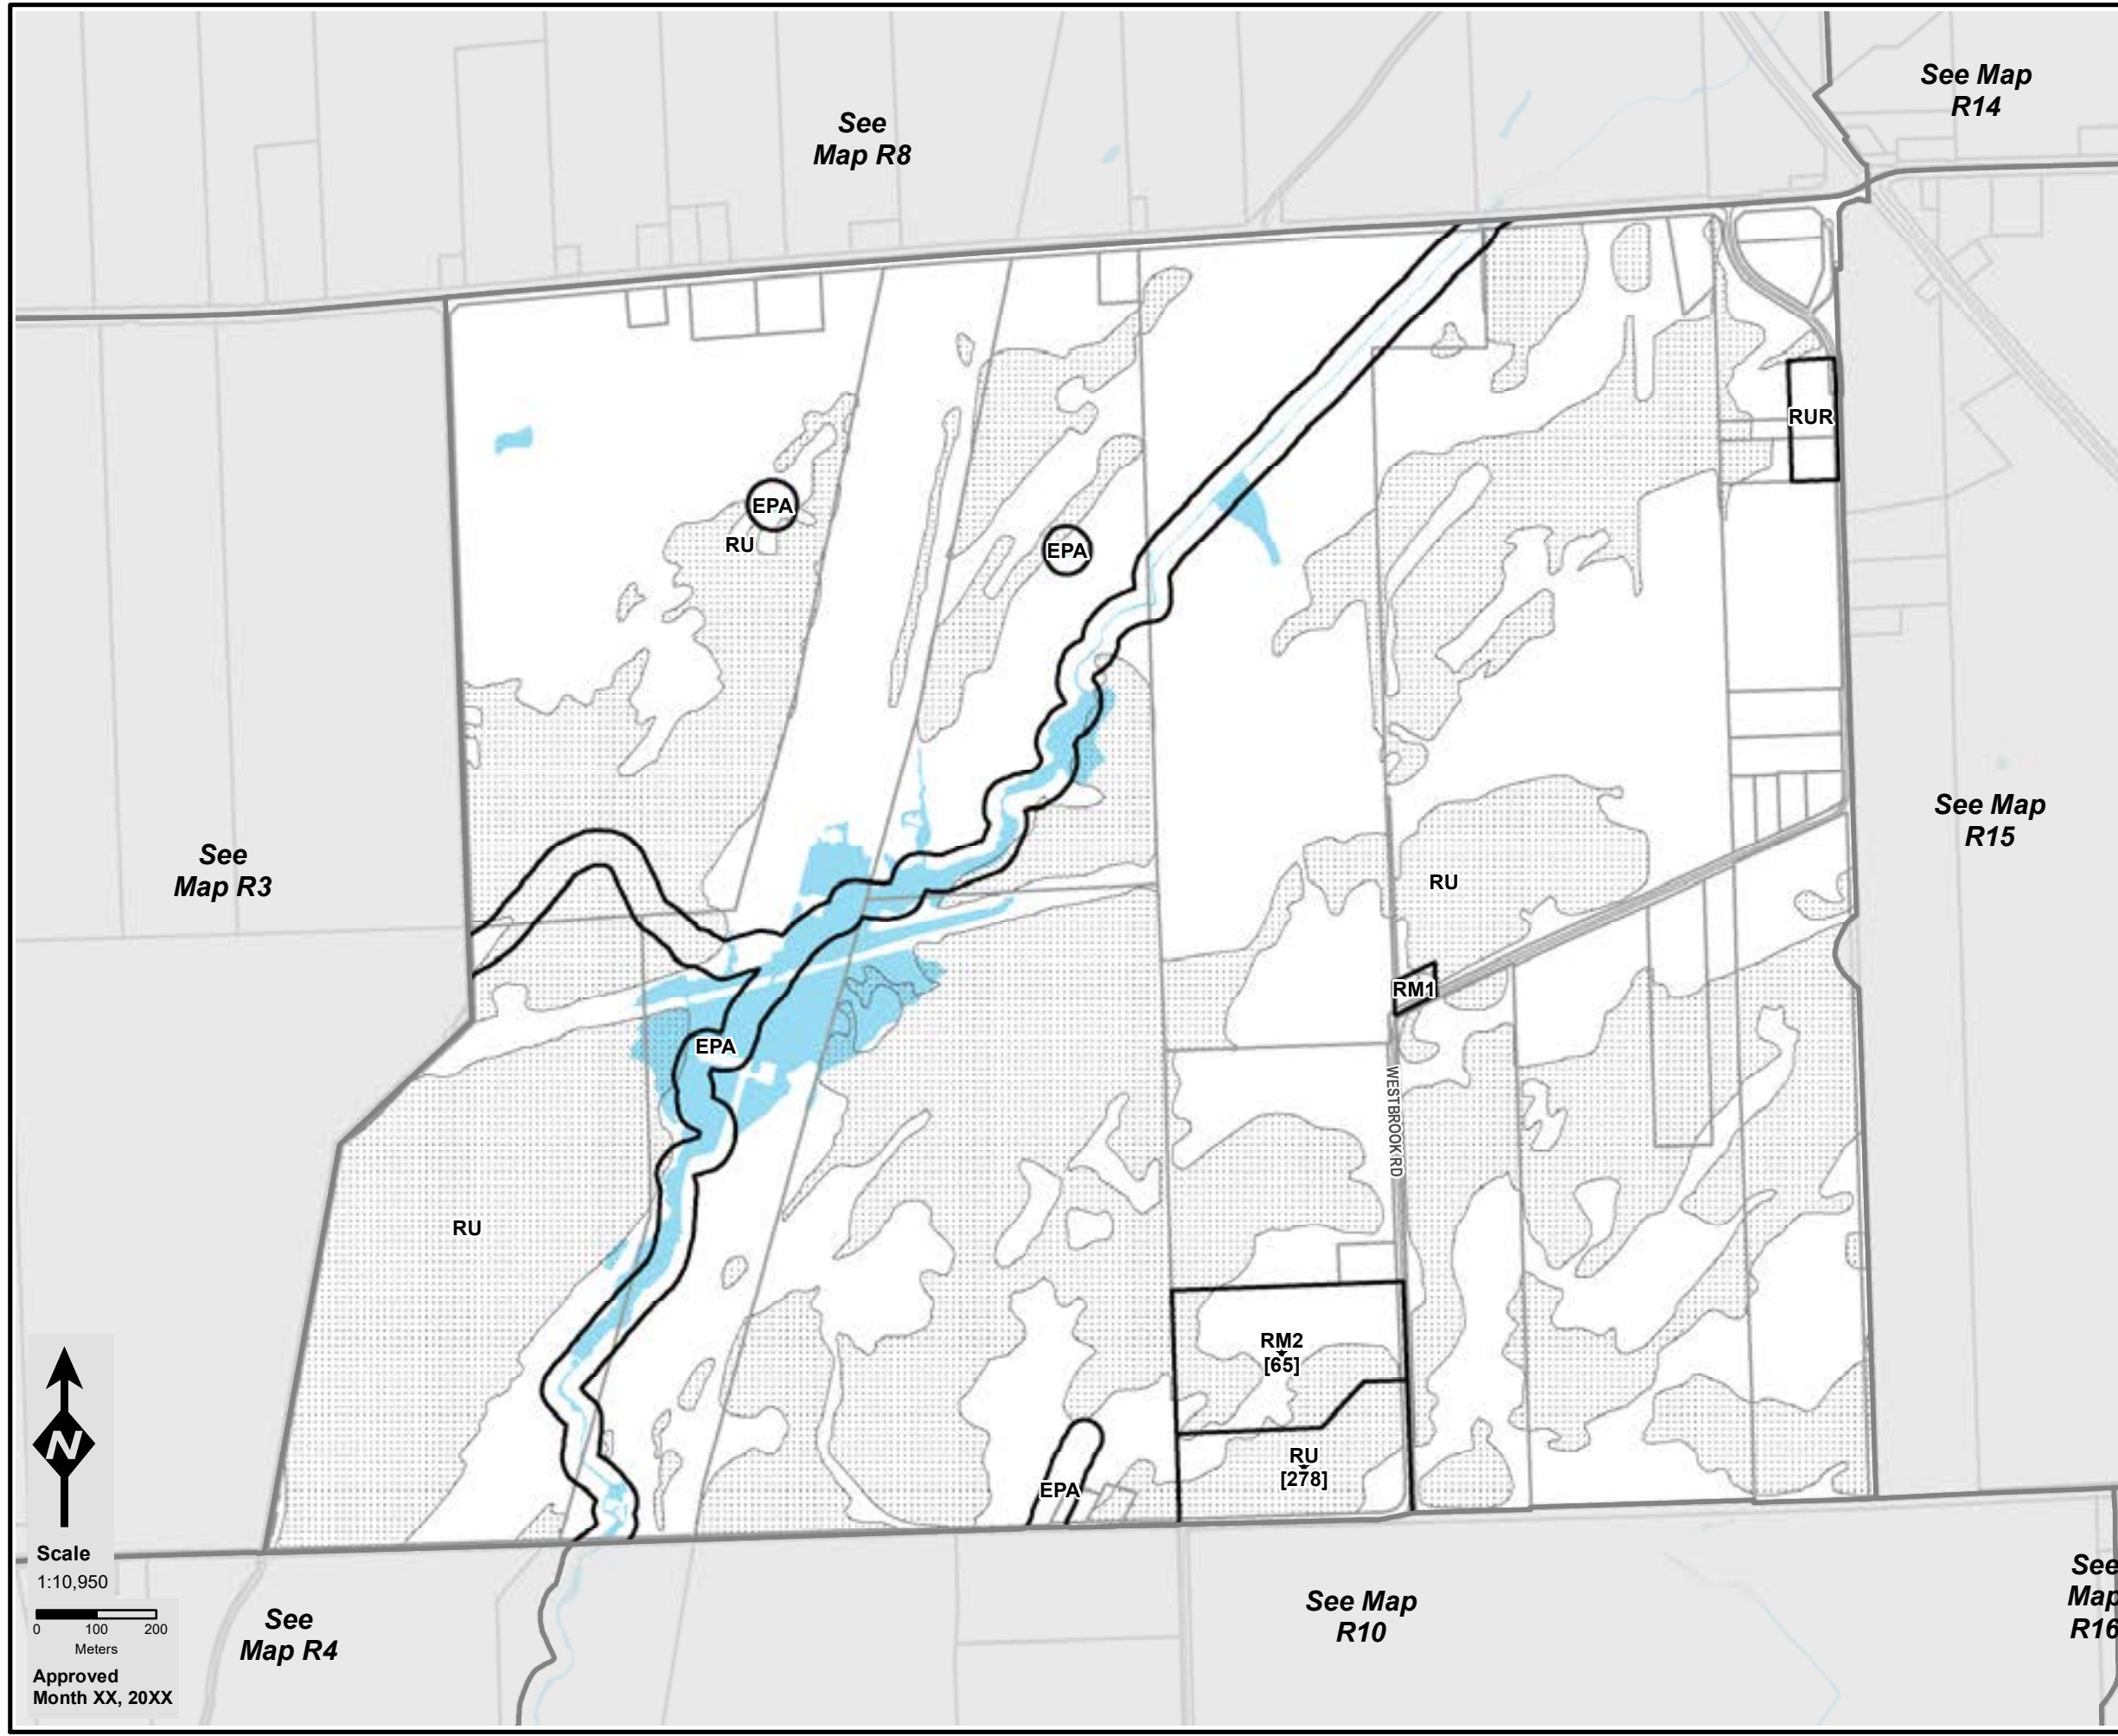 See Map
R14
See
Map R8
RUR
EPA
RU
EPA
See Map
R15
See
Map R3
RU
RM1
EPA
WESTBROOK RD
RU
RM2
[65]
RU
[278]
EPA
N
Scale
1:10,950
0 100 200
Meters
Approved
Month XX, 20XX
See
Map R4
See Map
R10
See
Map
R16